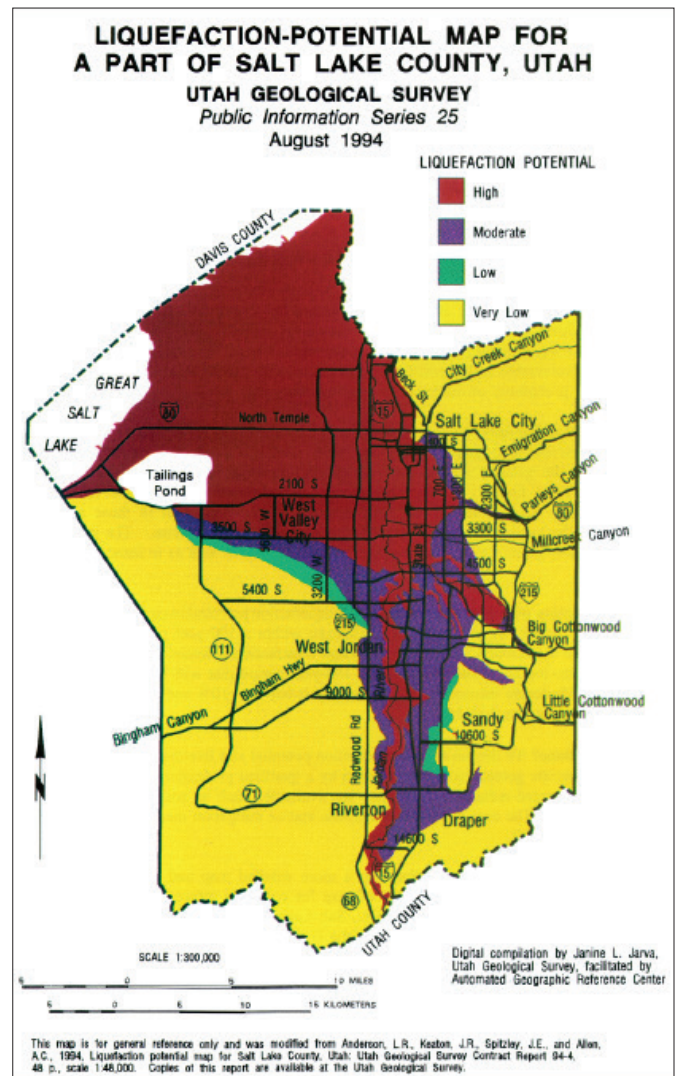 LIQUEFACTION-POTENTIAL MAP FOR
A PART OF SALT LAKE COUNTY, UTAH
UTAH GEOLOGICAL SURVEY
Public Information Series 25
August 1994
LIQUEFACTION POTENTIAL
High
Moderate
Low
Very Low
DAVIS COUNTY
GREAT
SALT
LAKE
80
North Temple
15
Beck St
City Creek Canyon
Salt Lake City
Emigration Canyon
Tailings
Pond
2100 S
700 E
2300 E
Parleys Canyon
80
West
Valley
City
3500 S
5600 W
3200 W
State St
3300 S
Millcreek Canyon
4500 S
5400 S
215
215
Big Cottonwood
Canyon
111
West Jordan
Bingham Hwy
9000 S
Bingham Canyon
Redwood Rd
Jordan
River
Sandy
Little Cottonwood
Canyon
10600 S
71
Riverton
Draper
14600 S
15
68
UTAH COUNTY
N
SCALE 1:300,000
5 0 5 10 MILES
5 0 5 10 15 KILOMETERS
Digital compilation by Janine L. Jarva,
Utah Geological Survey, facilitated by
Automated Geographic Reference Center
This map is for general reference only and was modified from Anderson, L.R., Keaton, J.R., Spitzley, J.E., and Allen,
A.C., 1994, Liquefaction potential map for Salt Lake County, Utah: Utah Geological Survey Contract Report 94-4,
48 p., scale 1:48,000. Copies of this report are available at the Utah Geological Survey.